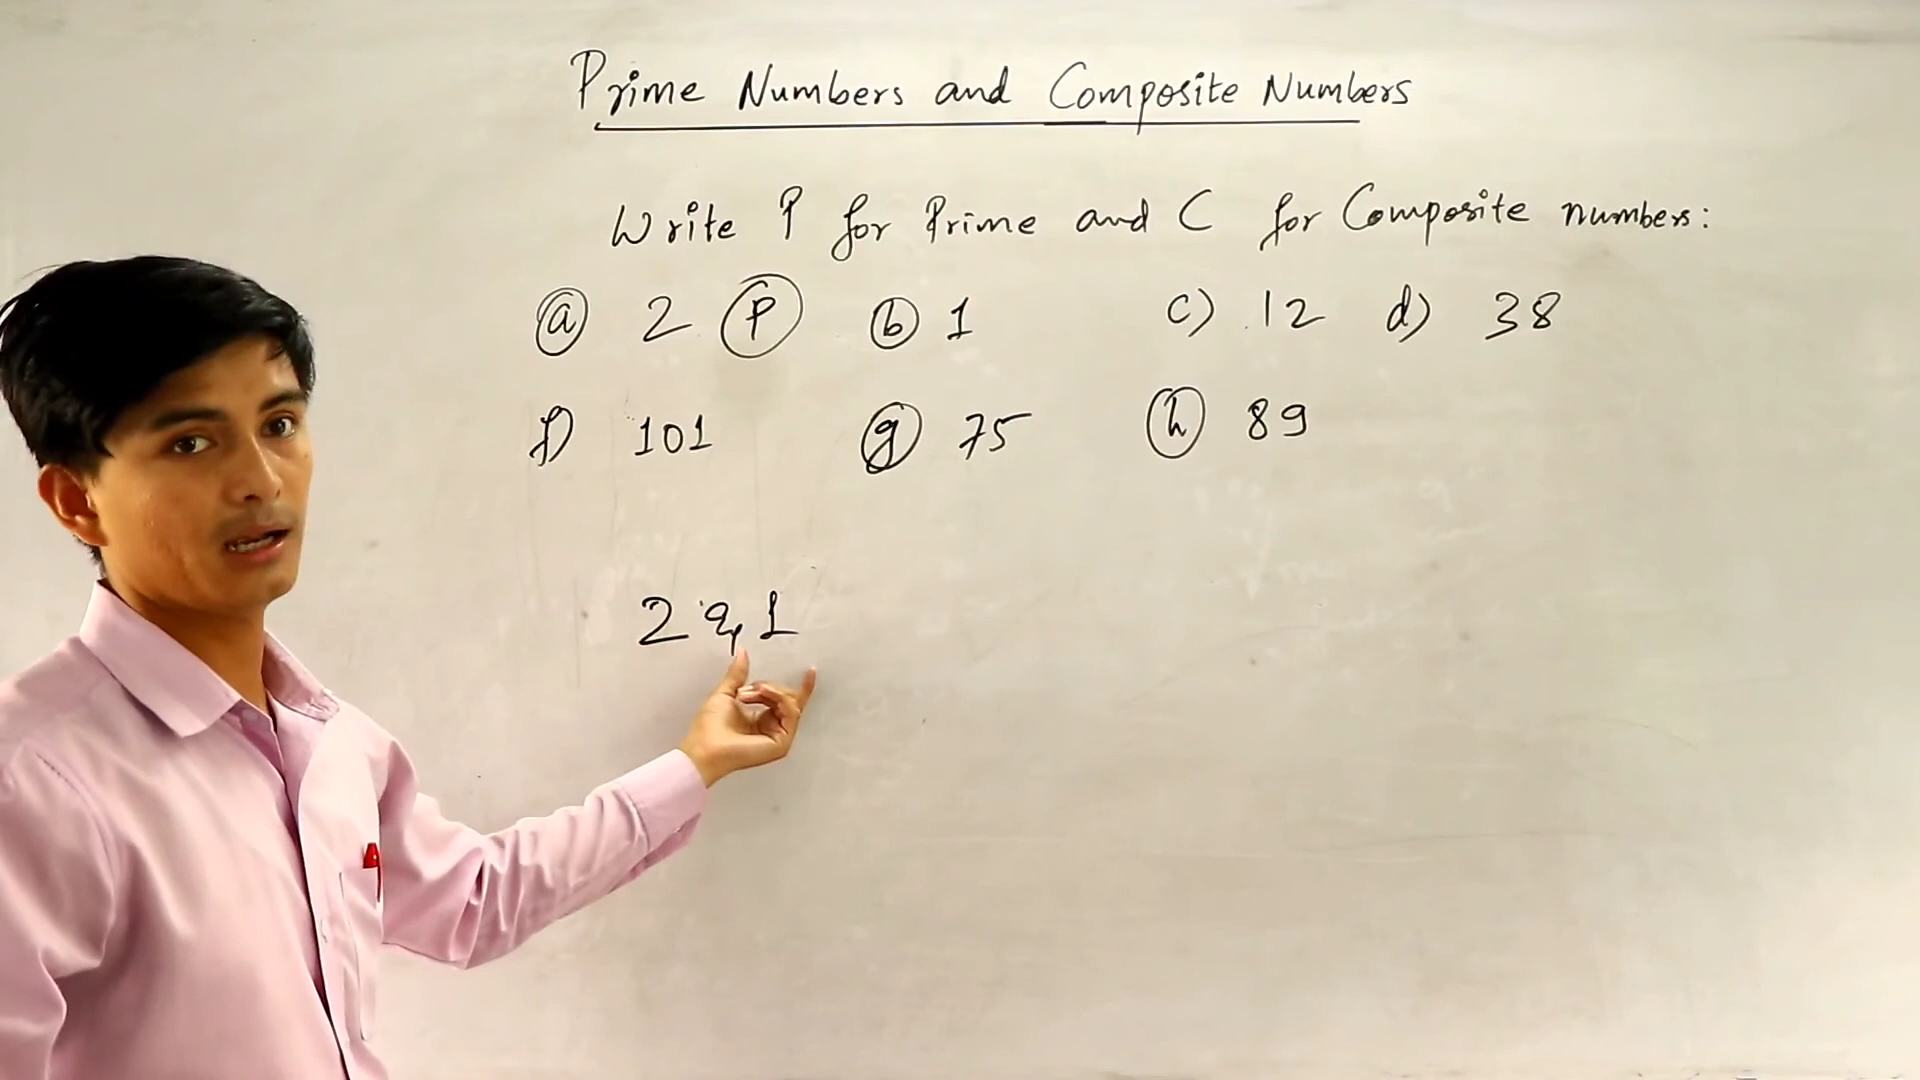 Prime Numbers and Composite Numbers
Write P for Prime and C for Composite numbers:
(a) 2 (P) (b) 1 c) 12 d) 38
f) 101 (g) 75 (h) 89
2 & 1